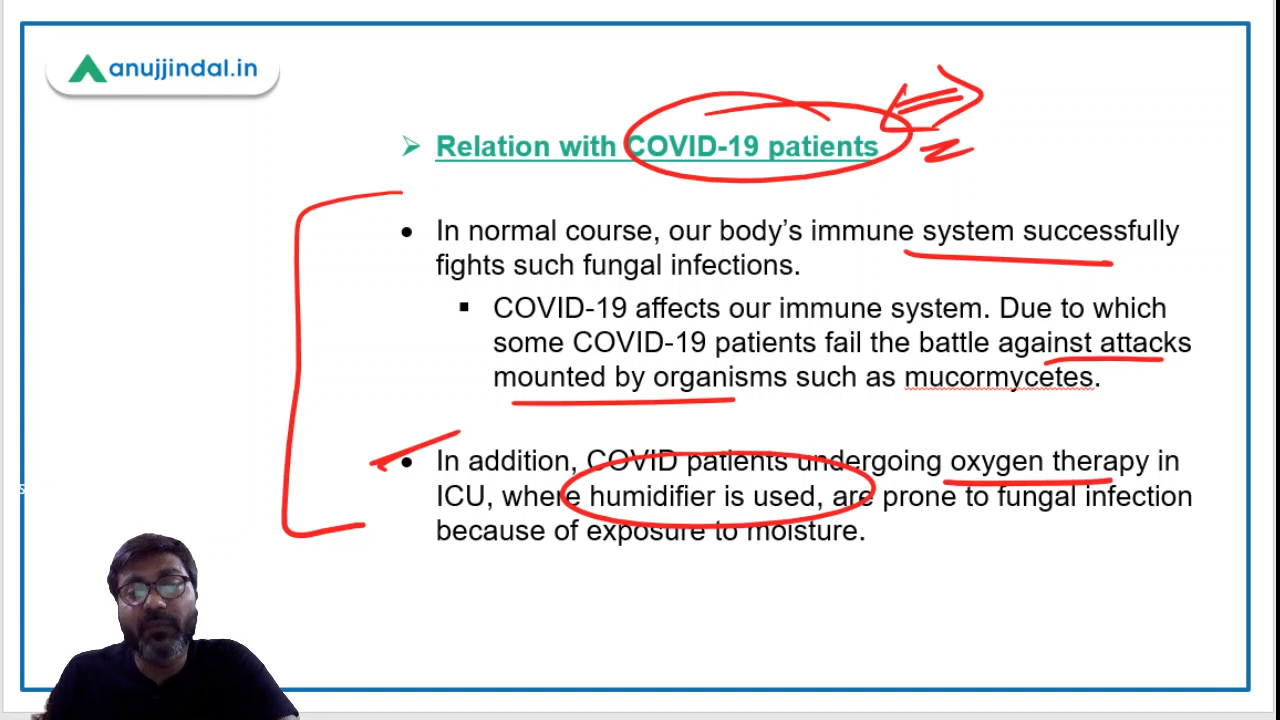 anujjindal.in
Relation with COVID-19 patients
In normal course, our body's immune system successfully
fights such fungal infections.
COVID-19 affects our immune system. Due to which
some COVID-19 patients fail the battle against attacks
mounted by organisms such as mucormycetes.
In addition, COVID patients undergoing oxygen therapy in
ICU, where humidifier is used, are prone to fungal infection
because of exposure to moisture.